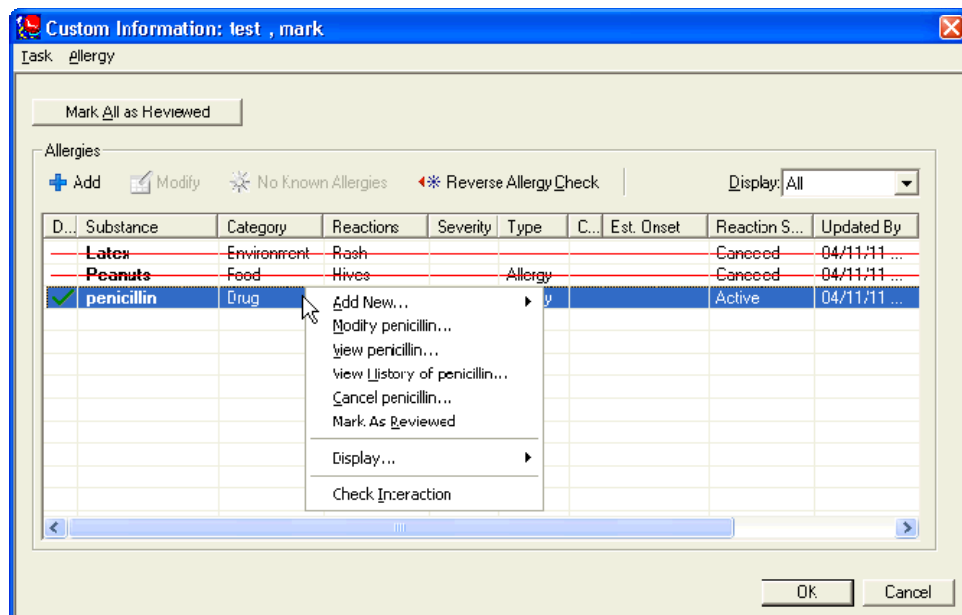 Custom Information: test , mark
Task Allergy
Mark All as Reviewed
Allergies
Add Modify No Known Allergies Reverse Allergy Check Display: All
D... Substance Category Reactions Severity Type C... Est. Onset Reaction S... Updated By
Latex Environment Rash Canceled 04/11/11 ...
Peanuts Food Hives Allergy Canceled 04/11/11 ...
penicillin Drug y Active 04/11/11 ...
Add New...
Modify penicillin...
View penicillin...
View History of penicillin...
Cancel penicillin...
Mark As Reviewed
Display...
Check Interaction
OK Cancel